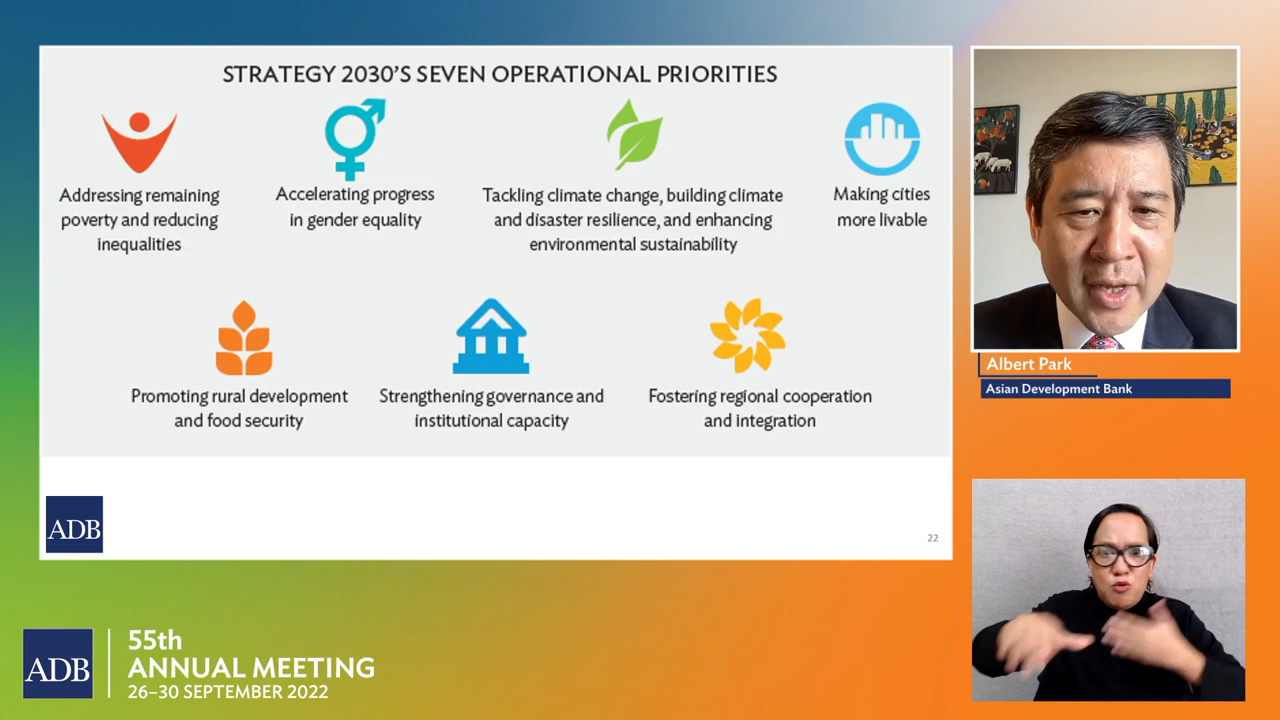 STRATEGY 2030'S SEVEN OPERATIONAL PRIORITIES
Addressing remaining
poverty and reducing
inequalities
Accelerating progress
in gender equality
Tackling climate change, building climate
and disaster resilience, and enhancing
environmental sustainability
Making cities
more livable
Promoting rural development
and food security
Strengthening governance and
institutional capacity
Fostering regional cooperation
and integration
ADB
22
Albert Park
Asian Development Bank
ADB
55th
ANNUAL MEETING
26–30 SEPTEMBER 2022